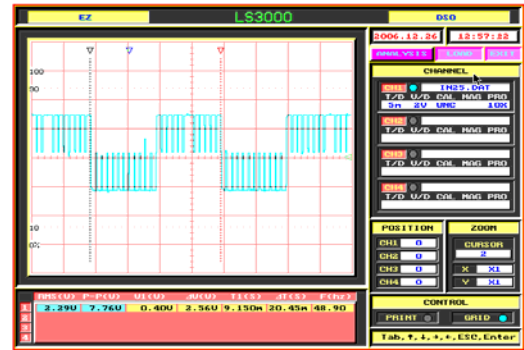 EZ LS3000 DSO
2006.12.26 12:57:22
ANALYSIS LOAD EXIT
CHANNEL
CH1 IN25.DAT
T/D V/D CAL MAG PRO
5m 2V UNC 10X
CH2
T/D V/D CAL MAG PRO
CH3
T/D V/D CAL MAG PRO
CH4
T/D V/D CAL MAG PRO
100
90
10
0%
POSITION ZOOM
CH1 0 CURSOR
CH2 0 2
CH3 0 X X1
CH4 0 Y X1
CONTROL
PRINT GRID
Tab,↑,↓,→,←,ESC,Enter
RMS(V) P-P(V) V1(V) ΔV(V) T1(S) ΔT(S) F(hz)
1 2.29V 7.76V 0.40V 2.56V 9.150m 20.45m 48.90
2
3
4